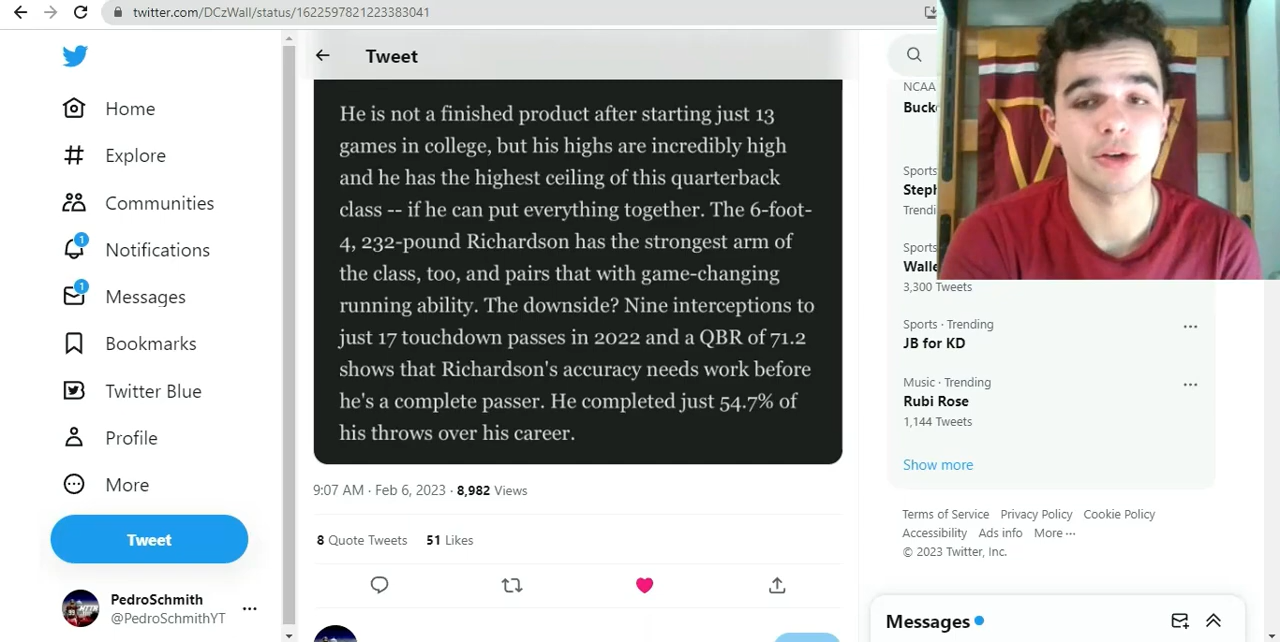 twitter.com/DCzWall/status/1622597821223383041
Tweet
Home
Explore
Communities
1
Notifications
1
Messages
Bookmarks
Twitter Blue
Profile
More
Tweet
PedroSchmith
@PedroSchmithYT
He is not a finished product after starting just 13
games in college, but his highs are incredibly high
and he has the highest ceiling of this quarterback
class -- if he can put everything together. The 6-foot-
4, 232-pound Richardson has the strongest arm of
the class, too, and pairs that with game-changing
running ability. The downside? Nine interceptions to
just 17 touchdown passes in 2022 and a QBR of 71.2
shows that Richardson's accuracy needs work before
he's a complete passer. He completed just 54.7% of
his throws over his career.
9:07 AM · Feb 6, 2023 · 8,982 Views
8 Quote Tweets 51 Likes
NCAA
Sports
Trendi
Sports
3,300 Tweets
Sports · Trending
JB for KD
Music · Trending
Rubi Rose
1,144 Tweets
Show more
Terms of Service Privacy Policy Cookie Policy
Accessibility Ads info More ···
© 2023 Twitter, Inc.
Messages